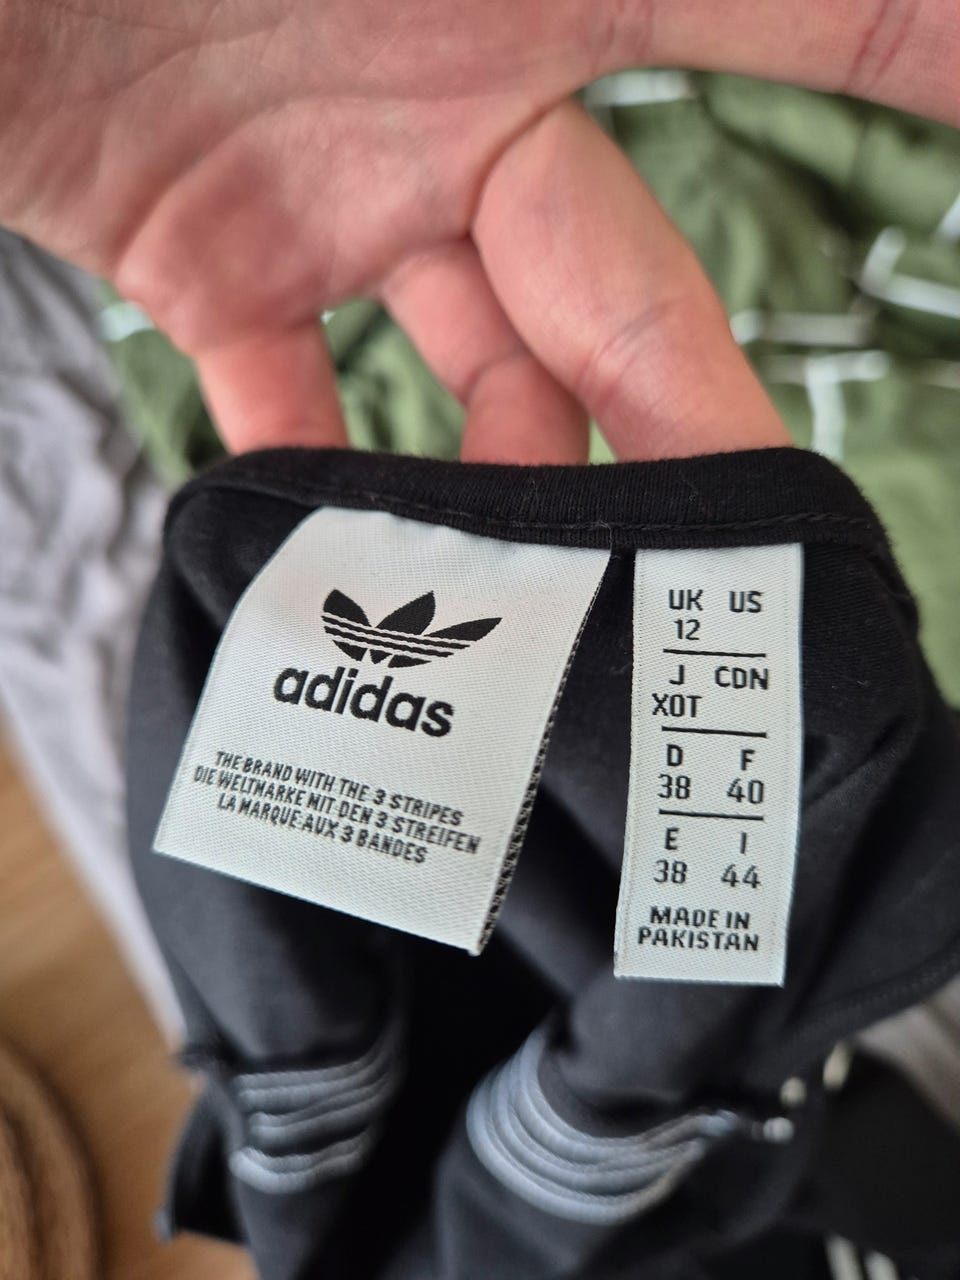 adidas
THE BRAND WITH THE 3 STRIPES
DIE WELTMARKE MIT DEN 3 STREIFEN
LA MARQUE AUX 3 BANDES
UK US
12
J CDN
XOT
D F
38 40
E I
38 44
MADE IN
PAKISTAN